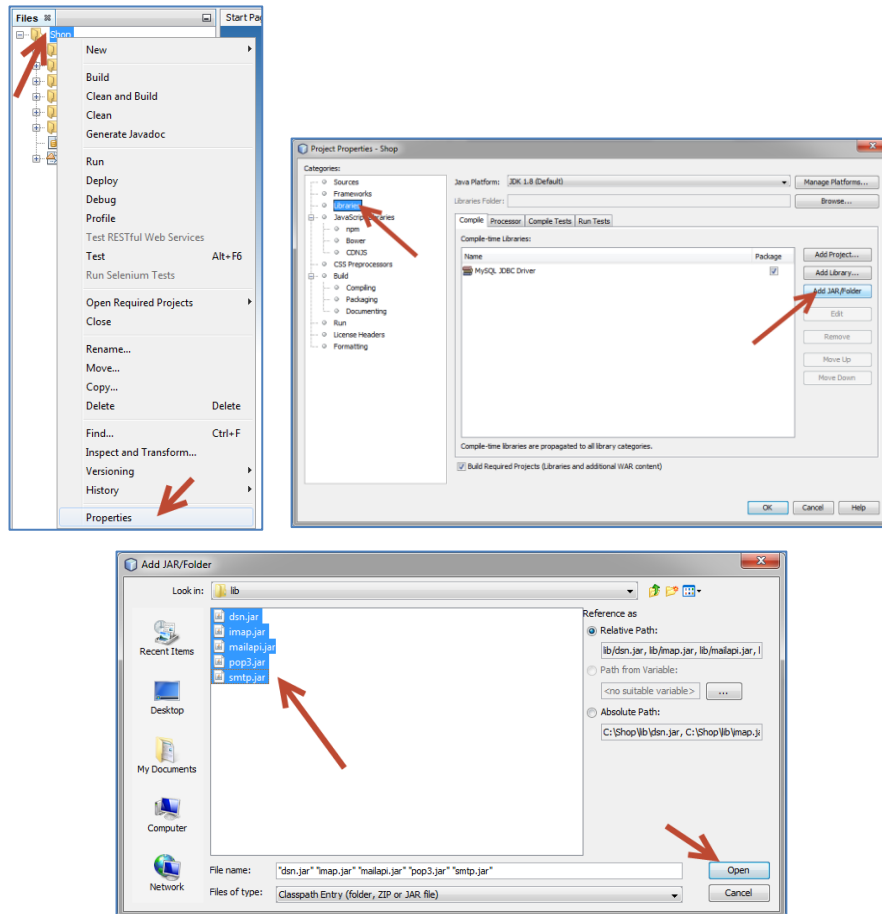 Files
Start Pa
Shop
New
Build
Clean and Build
Clean
Generate Javadoc
Run
Deploy
Debug
Profile
Test RESTful Web Services
Test Alt+F6
Run Selenium Tests
Open Required Projects
Close
Rename...
Move...
Copy...
Delete Delete
Find... Ctrl+F
Inspect and Transform...
Versioning
History
Properties
Project Properties - Shop
Categories:
Sources
Frameworks
Libraries
JavaScript Libraries
npm
Bower
CDNJS
CSS Preprocessors
Build
Compiling
Packaging
Documenting
Run
License Headers
Formatting
Java Platform: JDK 1.8 (Default) Manage Platforms...
Libraries Folder: Browse...
Compile Processor Compile Tests Run Tests
Compile-time Libraries:
Name Package
MySQL JDBC Driver
Add Project...
Add Library...
Add JAR/Folder
Edit
Remove
Move Up
Move Down
Compile-time libraries are propagated to all library categories.
Build Required Projects (Libraries and additional WAR content)
OK Cancel Help
Add JAR/Folder
Look in: lib
Recent Items
Desktop
My Documents
Computer
Network
dsn.jar
imap.jar
mailapi.jar
pop3.jar
smtp.jar
Reference as
Relative Path:
lib/dsn.jar, lib/imap.jar, lib/mailapi.jar, l
Path from Variable:
<no suitable variable> ...
Absolute Path:
C:\Shop\lib\dsn.jar, C:\Shop\lib\imap.ja
File name: "dsn.jar" "imap.jar" "mailapi.jar" "pop3.jar" "smtp.jar" Open
Files of type: Classpath Entry (folder, ZIP or JAR file) Cancel